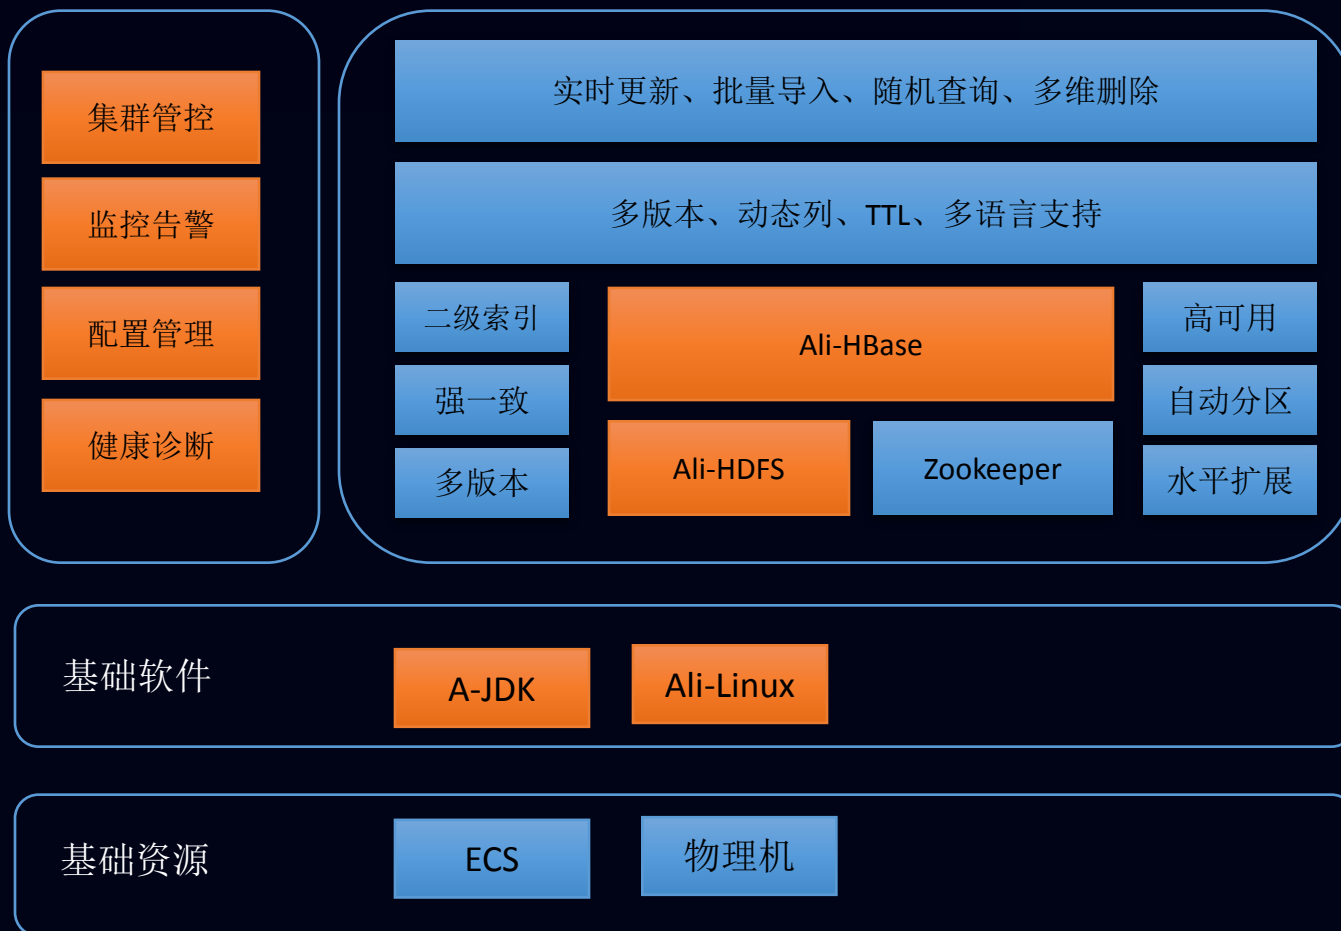 集群管控
监控告警
配置管理
健康诊断
实时更新、批量导入、随机查询、多维删除
多版本、动态列、TTL、多语言支持
二级索引
强一致
多版本
Ali-HBase
Ali-HDFS
Zookeeper
高可用
自动分区
水平扩展
基础软件
A-JDK
Ali-Linux
基础资源
ECS
物理机